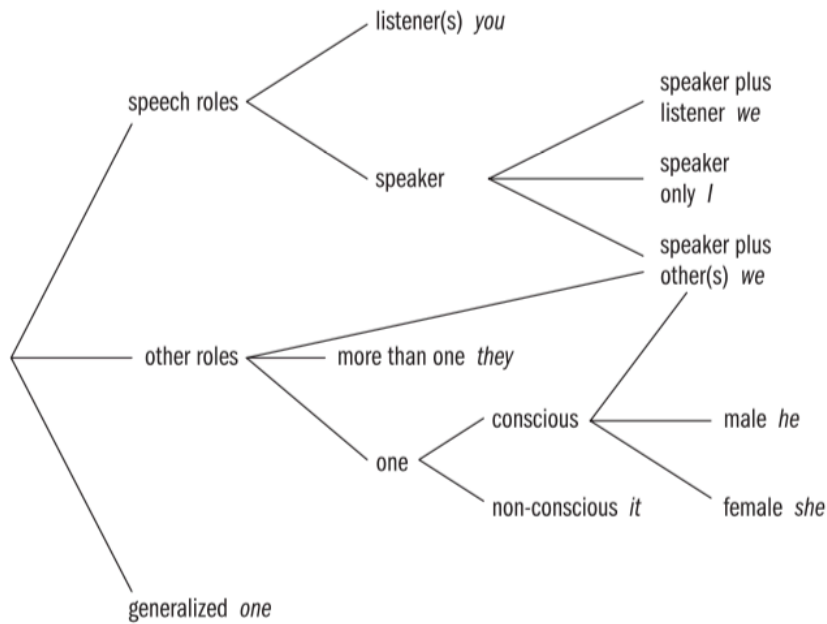 listener(s) you
speech roles
speaker plus
listener we
speaker
speaker
only I
speaker plus
other(s) we
other roles
more than one they
conscious
male he
one
non-conscious it
female she
generalized one